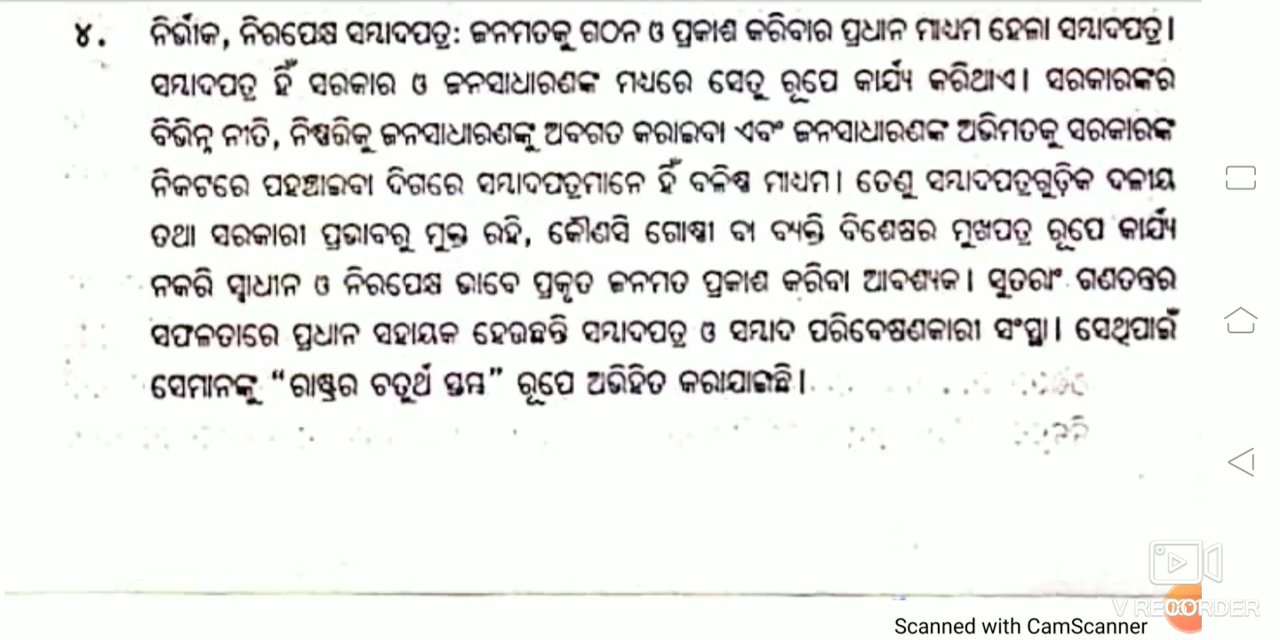 ୪. ନିର୍ଭୀକ, ନିରପେକ୍ଷ ସମ୍ବାଦପତ୍ର: ଜନମତକୁ ଗଠନ ଓ ପ୍ରକାଶ କରିବାର ପ୍ରଧାନ ମାଧ୍ୟମ ହେଲା ସମ୍ବାଦପତ୍ର।
ସମ୍ବାଦପତ୍ର ହିଁ ସରକାର ଓ ଜନସାଧାରଣଙ୍କ ମଧ୍ୟରେ ସେତୁ ରୂପେ କାର୍ଯ୍ୟ କରିଥାଏ। ସରକାରଙ୍କର
ବିଭିନ୍ନ ନୀତି, ନିଷ୍ପତ୍ତିକୁ ଜନସାଧାରଣଙ୍କୁ ଅବଗତ କରାଇବା ଏବଂ ଜନସାଧାରଣଙ୍କ ଅଭିମତକୁ ସରକାରଙ୍କ
ନିକଟରେ ପହଞ୍ଚାଇବା ଦିଗରେ ସମ୍ବାଦପତ୍ରମାନେ ହିଁ ବଳିଷ୍ଠ ମାଧ୍ୟମ। ତେଣୁ ସମ୍ବାଦପତ୍ରଗୁଡ଼ିକ ଦଳୀୟ
ତଥା ସରକାରୀ ପ୍ରଭାବରୁ ମୁକ୍ତ ରହି, କୌଣସି ଗୋଷ୍ଠୀ ବା ବ୍ୟକ୍ତି ବିଶେଷର ମୁଖପତ୍ର ରୂପେ କାର୍ଯ୍ୟ
ନକରି ସ୍ୱାଧୀନ ଓ ନିରପେକ୍ଷ ଭାବେ ପ୍ରକୃତ ଜନମତ ପ୍ରକାଶ କରିବା ଆବଶ୍ୟକ। ସୁତରାଂ ଗଣତନ୍ତ୍ରର
ସଫଳତାରେ ପ୍ରଧାନ ସହାୟକ ହେଉଛନ୍ତି ସମ୍ବାଦପତ୍ର ଓ ସମ୍ବାଦ ପରିବେଷଣକାରୀ ସଂସ୍ଥା। ସେଥିପାଇଁ
ସେମାନଙ୍କୁ “ରାଷ୍ଟ୍ରର ଚତୁର୍ଥ ସ୍ତମ୍ଭ” ରୂପେ ଅଭିହିତ କରାଯାଇଛି।
V RECORDER
Scanned with CamScanner